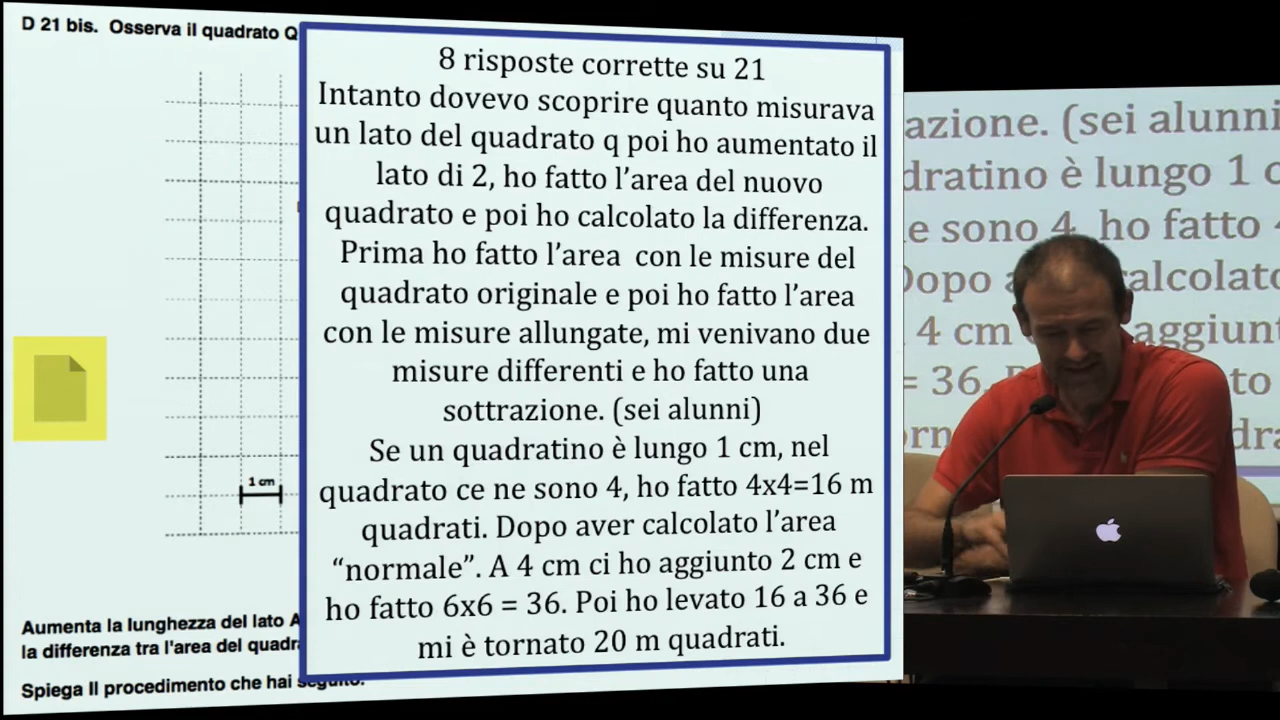 D 21 bis. Osserva il quadrato Q
8 risposte corrette su 21
Intanto dovevo scoprire quanto misurava
un lato del quadrato q poi ho aumentato il
lato di 2, ho fatto l'area del nuovo
quadrato e poi ho calcolato la differenza.
Prima ho fatto l'area con le misure del
quadrato originale e poi ho fatto l'area
con le misure allungate, mi venivano due
misure differenti e ho fatto una
sottrazione. (sei alunni)
Se un quadratino è lungo 1 cm, nel
quadrato ce ne sono 4, ho fatto 4x4=16 m
quadrati. Dopo aver calcolato l'area
“normale”. A 4 cm ci ho aggiunto 2 cm e
ho fatto 6x6 = 36. Poi ho levato 16 a 36 e
mi è tornato 20 m quadrati.
1 cm
Aumenta la lunghezza del lato A
la differenza tra l'area del quadr
Spiega Il procedimento che hai seguito.
azione. (sei alunni
dratino è lungo 1 c
e sono 4, ho fatto
Dopo a calcolato
4 cm aggiunt
= 36. to
orn dra